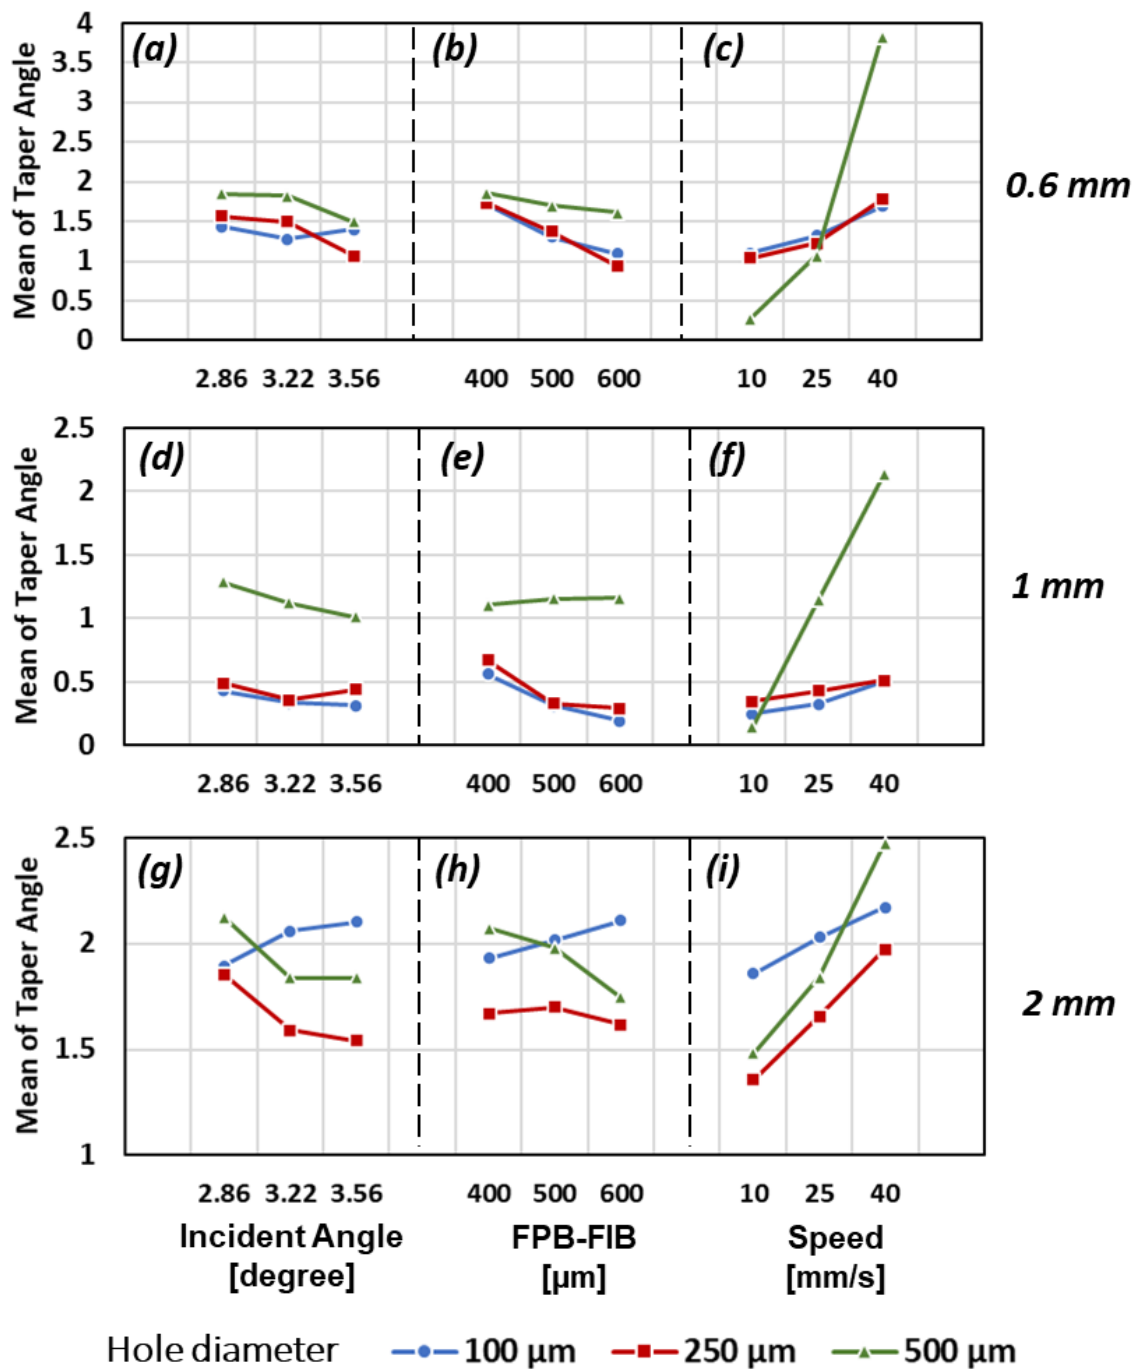 Mean of Taper Angle
4
3.5
3
2.5
2
1.5
1
0.5
0
(a)
(b)
(c)
0.6 mm
2.86 3.22 3.56
400 500 600
10 25 40
Mean of Taper Angle
2.5
2
1.5
1
0.5
0
(d)
(e)
(f)
1 mm
2.86 3.22 3.56
400 500 600
10 25 40
Mean of Taper Angle
2.5
2
1.5
1
(g)
(h)
(i)
2 mm
2.86 3.22 3.56
400 500 600
10 25 40
Incident Angle
[degree]
FPB-FIB
[µm]
Speed
[mm/s]
Hole diameter 100 µm 250 µm 500 µm